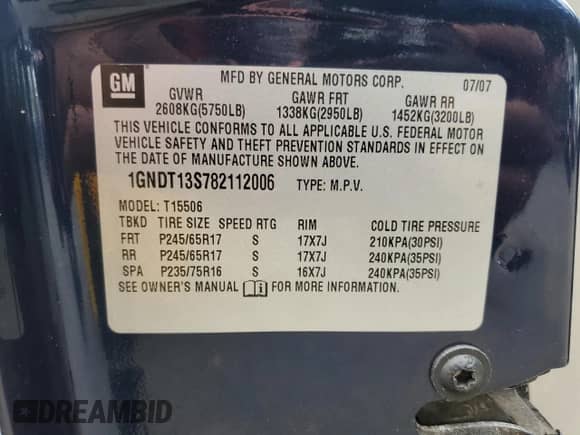 GM
MFD BY GENERAL MOTORS CORP. 07/07
GVWR GAWR FRT GAWR RR
2608KG(5750LB) 1338KG(2950LB) 1452KG(3200LB)
THIS VEHICLE CONFORMS TO ALL APPLICABLE U.S. FEDERAL MOTOR
VEHICLE SAFETY AND THEFT PREVENTION STANDARDS IN EFFECT ON
THE DATE OF MANUFACTURE SHOWN ABOVE.
1GNDT13S782112006 TYPE: M.P.V.
MODEL: T15506
TBKD TIRE SIZE SPEED RTG RIM COLD TIRE PRESSURE
FRT P245/65R17 S 17X7J 210KPA(30PSI)
RR P245/65R17 S 17X7J 240KPA(35PSI)
SPA P235/75R16 S 16X7J 240KPA(35PSI)
SEE OWNER'S MANUAL i FOR MORE INFORMATION.
DREAMBID